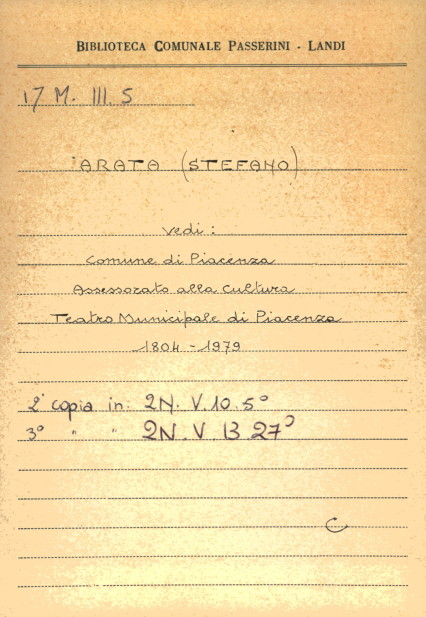 BIBLIOTECA COMUNALE PASSERINI - LANDI
17 M. III. 5
ARATA (STEFANO)
Vedi :
Comune di Piacenza
Assessorato alla Cultura
Teatro Municipale di Piacenza
1804 - 1979
2ª copia in: 2N. V. 10. 5°
3° " " 2N. V. 13. 27°
C